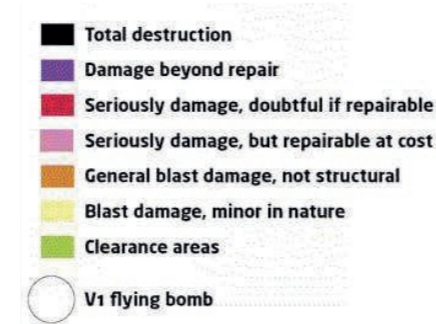 Total destruction
Damage beyond repair
Seriously damage, doubtful if repairable
Seriously damage, but repairable at cost
General blast damage, not structural
Blast damage, minor in nature
Clearance areas
V1 flying bomb